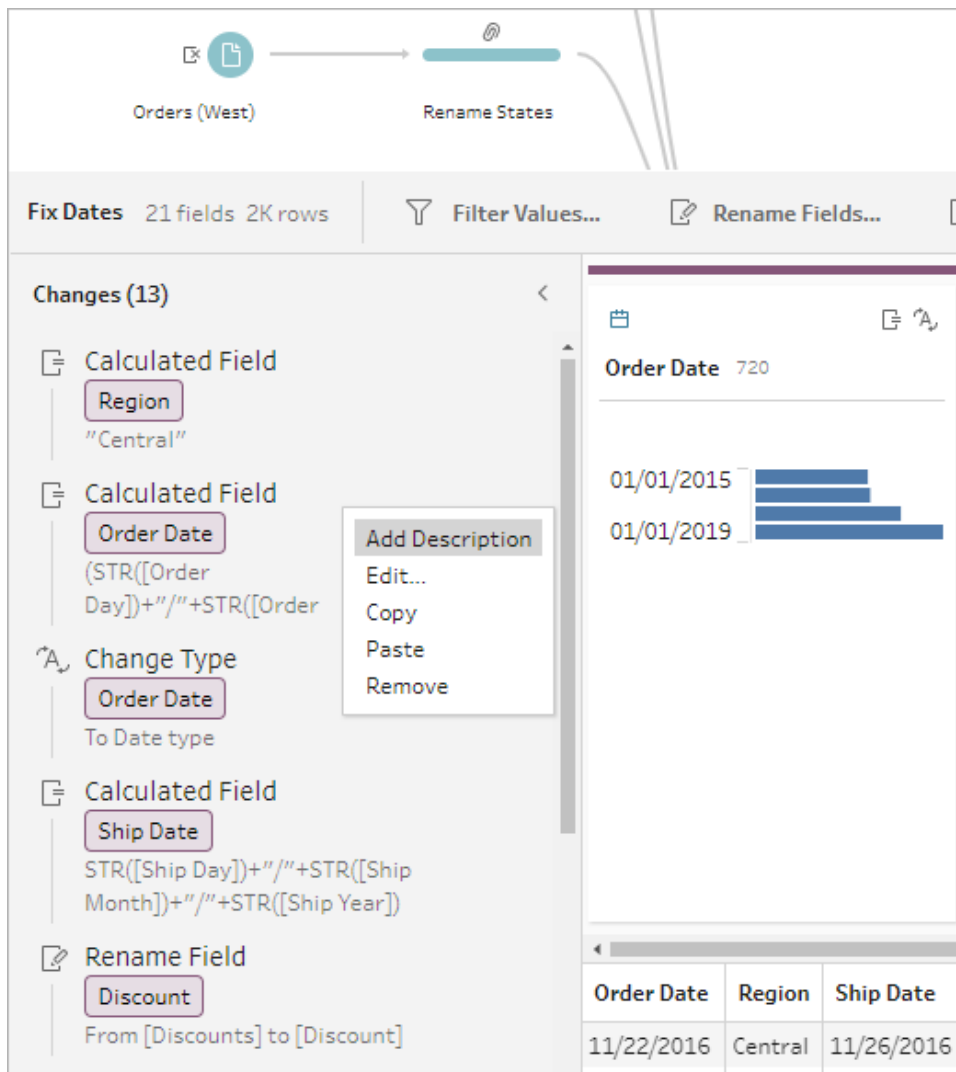 Orders (West)
Rename States
Fix Dates 21 fields 2K rows
Filter Values...
Rename Fields...
Changes (13)
Calculated Field
Region
"Central"
Calculated Field
Order Date
(STR([Order
Day])+"/"+STR([Order
Change Type
Order Date
To Date type
Calculated Field
Ship Date
STR([Ship Day])+"/"+STR([Ship
Month])+"/"+STR([Ship Year])
Rename Field
Discount
From [Discounts] to [Discount]
Add Description
Edit...
Copy
Paste
Remove
Order Date 720
01/01/2015
01/01/2019
Order Date Region Ship Date
11/22/2016 Central 11/26/2016